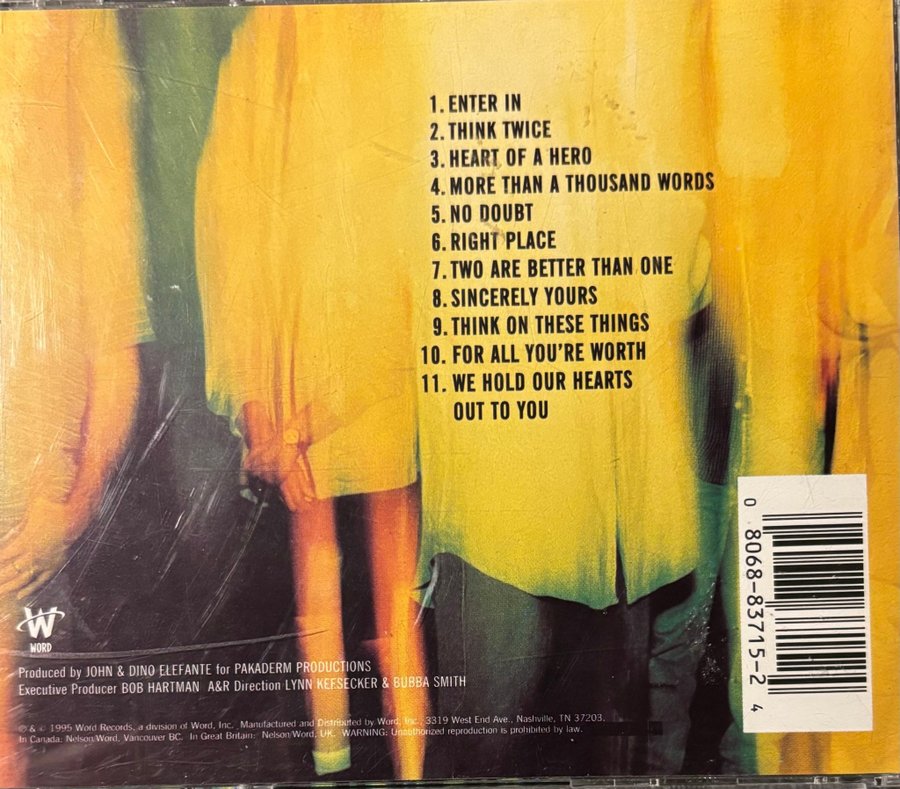 1. ENTER IN
2. THINK TWICE
3. HEART OF A HERO
4. MORE THAN A THOUSAND WORDS
5. NO DOUBT
6. RIGHT PLACE
7. TWO ARE BETTER THAN ONE
8. SINCERELY YOURS
9. THINK ON THESE THINGS
10. FOR ALL YOU'RE WORTH
11. WE HOLD OUR HEARTS
OUT TO YOU
0 8068-83715-2 4
W
WORD
Produced by JOHN & DINO ELEFANTE for PAKADERM PRODUCTIONS
Executive Producer BOB HARTMAN A&R Direction LYNN KEESECKER & BUBBA SMITH
℗ & © 1995 Word Records, a division of Word, Inc. Manufactured and Distributed by Word, Inc., 3319 West End Ave., Nashville, TN 37203.
In Canada: Nelson/Word, Vancouver BC. In Great Britain: Nelson/Word, UK. WARNING: Unauthorized reproduction is prohibited by law.